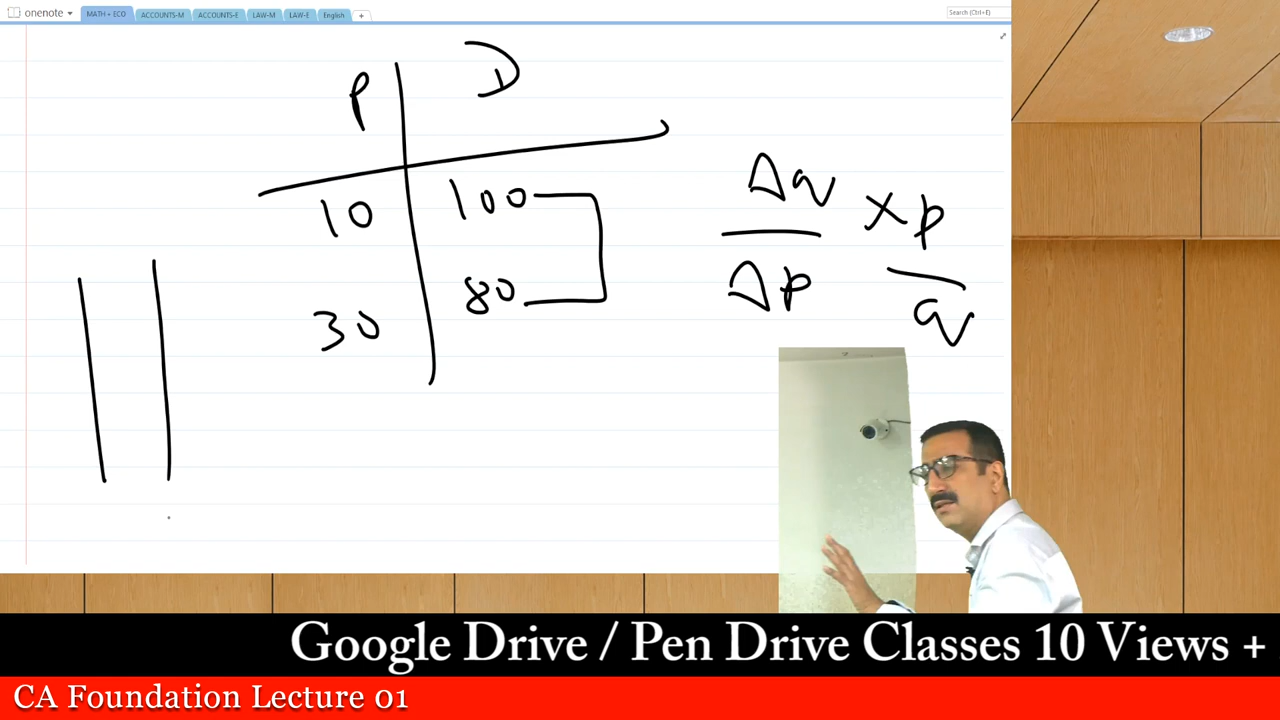 onenote MATH + ECO ACCOUNTS-M ACCOUNTS-E LAW-M LAW-E English +
Search (Ctrl+E)
P D
10 100
30 80
Δq / Δp × p / q
Google Drive / Pen Drive Classes 10 Views +
CA Foundation Lecture 01